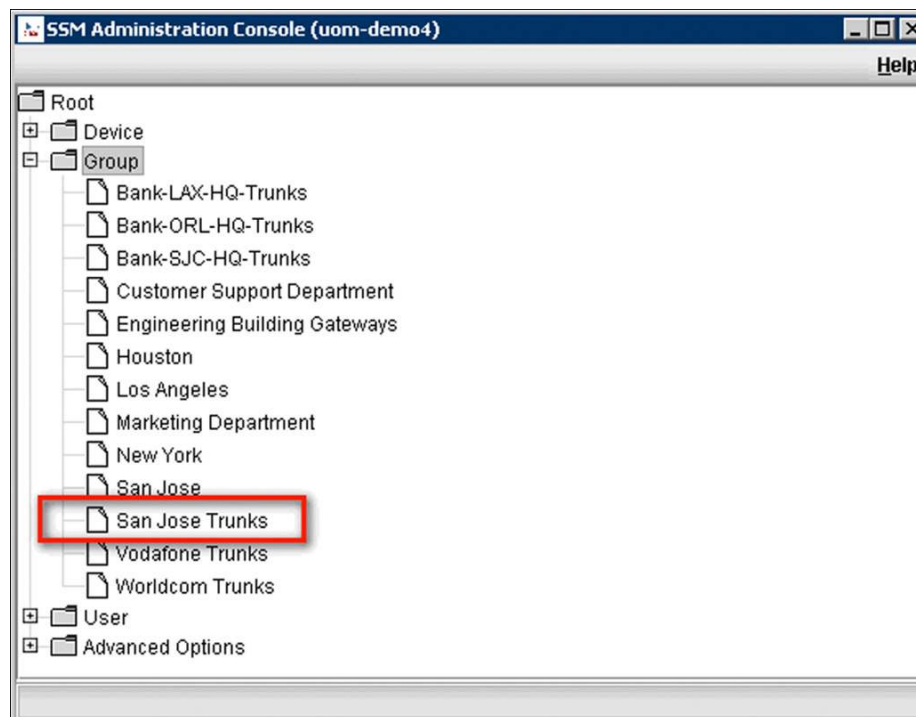 SSM Administration Console (uom-demo4)
Help
Root
Device
Group
Bank-LAX-HQ-Trunks
Bank-ORL-HQ-Trunks
Bank-SJC-HQ-Trunks
Customer Support Department
Engineering Building Gateways
Houston
Los Angeles
Marketing Department
New York
San Jose
San Jose Trunks
Vodafone Trunks
Worldcom Trunks
User
Advanced Options